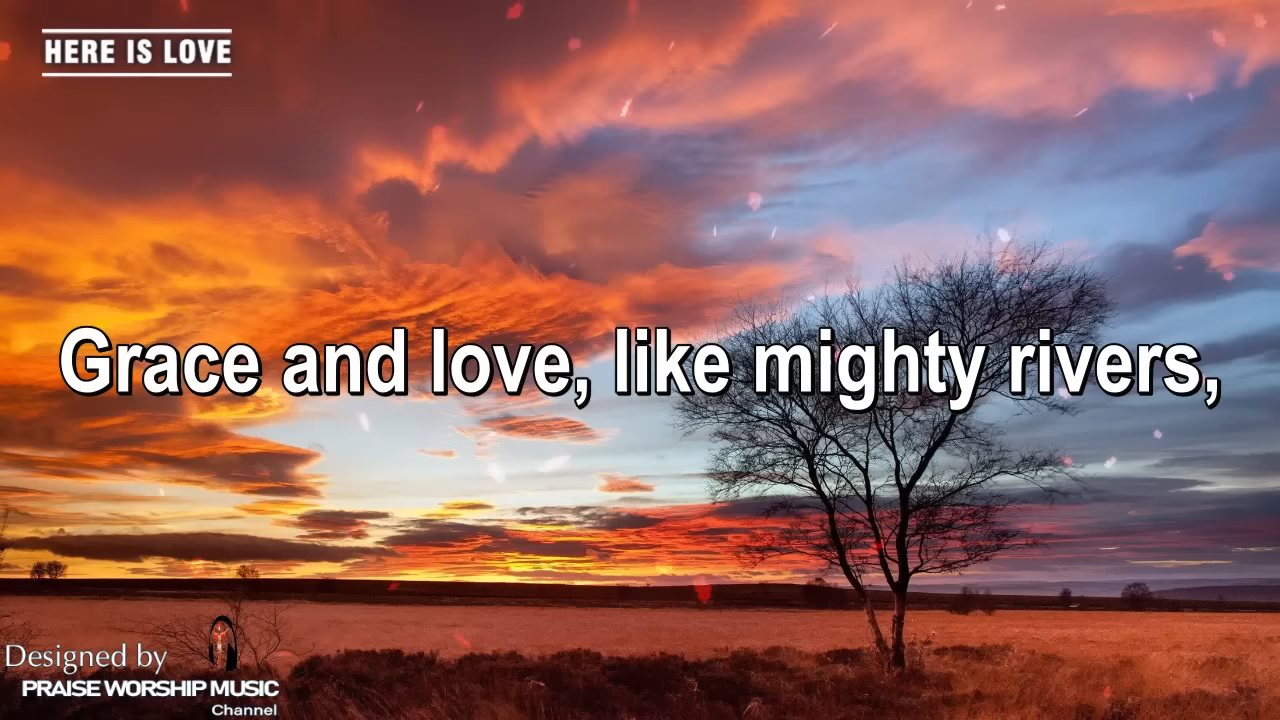 HERE IS LOVE
Grace and love, like mighty rivers,
Designed by
PRAISE WORSHIP MUSIC
Channel